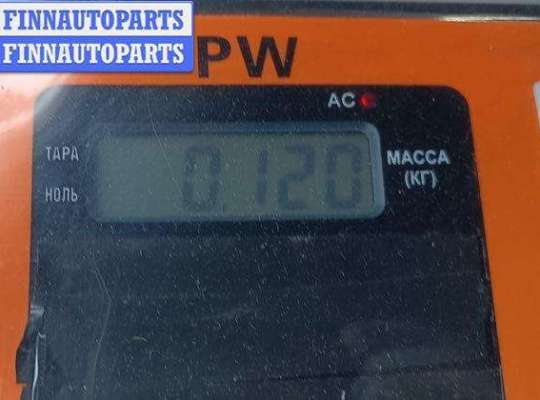 FINNAUTOPARTS
FINNAUTOPARTS
PW
AC
ТАРА
0.120
МАССА
(КГ)
НОЛЬ